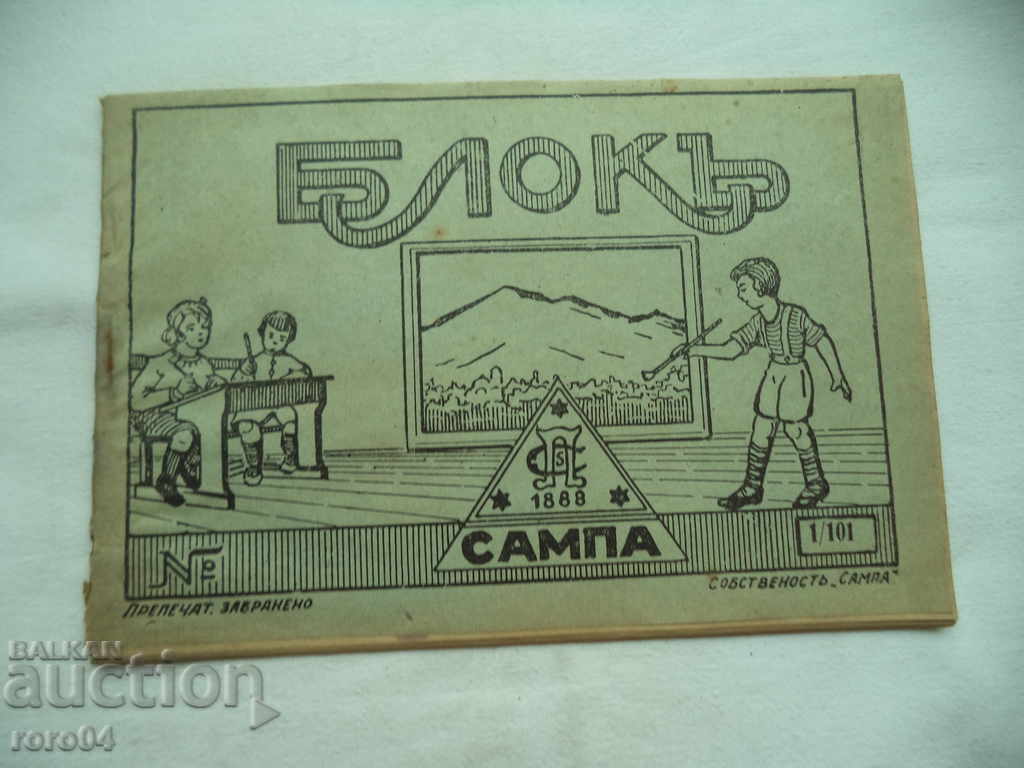 БЛОКЪ
1888
САМПА
№
1/101
ПРЕПЕЧАТ. ЗАБРАНЕНО
СОБСТВЕНОСТЬ „САМПА"
BALKAN
auction
roro04